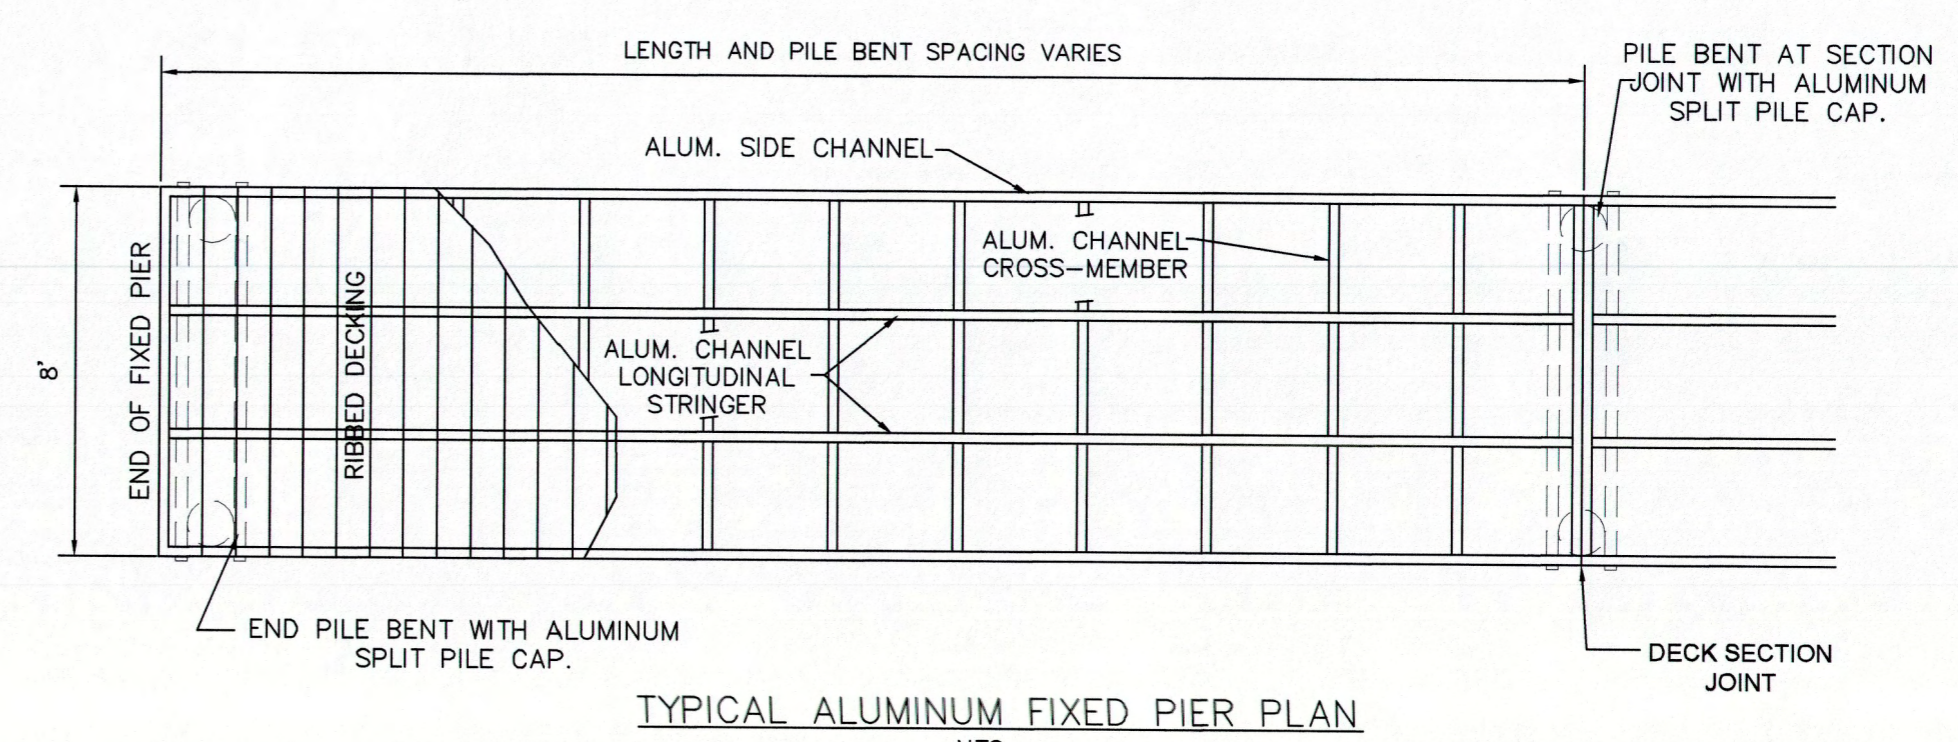 LENGTH AND PILE BENT SPACING VARIES
PILE BENT AT SECTION
JOINT WITH ALUMINUM
SPLIT PILE CAP.
ALUM. SIDE CHANNEL
ALUM. CHANNEL
CROSS-MEMBER
8'
END OF FIXED PIER
RIBBED DECKING
ALUM. CHANNEL
LONGITUDINAL
STRINGER
END PILE BENT WITH ALUMINUM
SPLIT PILE CAP.
DECK SECTION
JOINT
TYPICAL ALUMINUM FIXED PIER PLAN